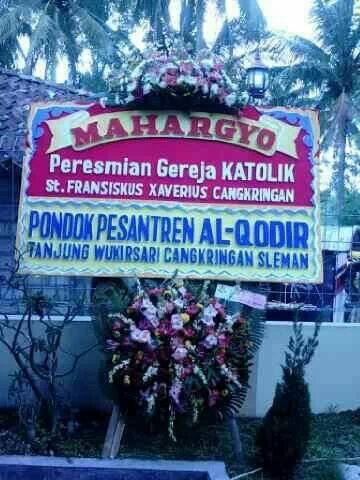 MAHARGYO
Peresmian Gereja KATOLIK
St. FRANSISKUS XAVERIUS CANGKRINGAN
PONDOK PESANTREN AL-QODIR
TANJUNG WUKIRSARI CANGKRINGAN SLEMAN